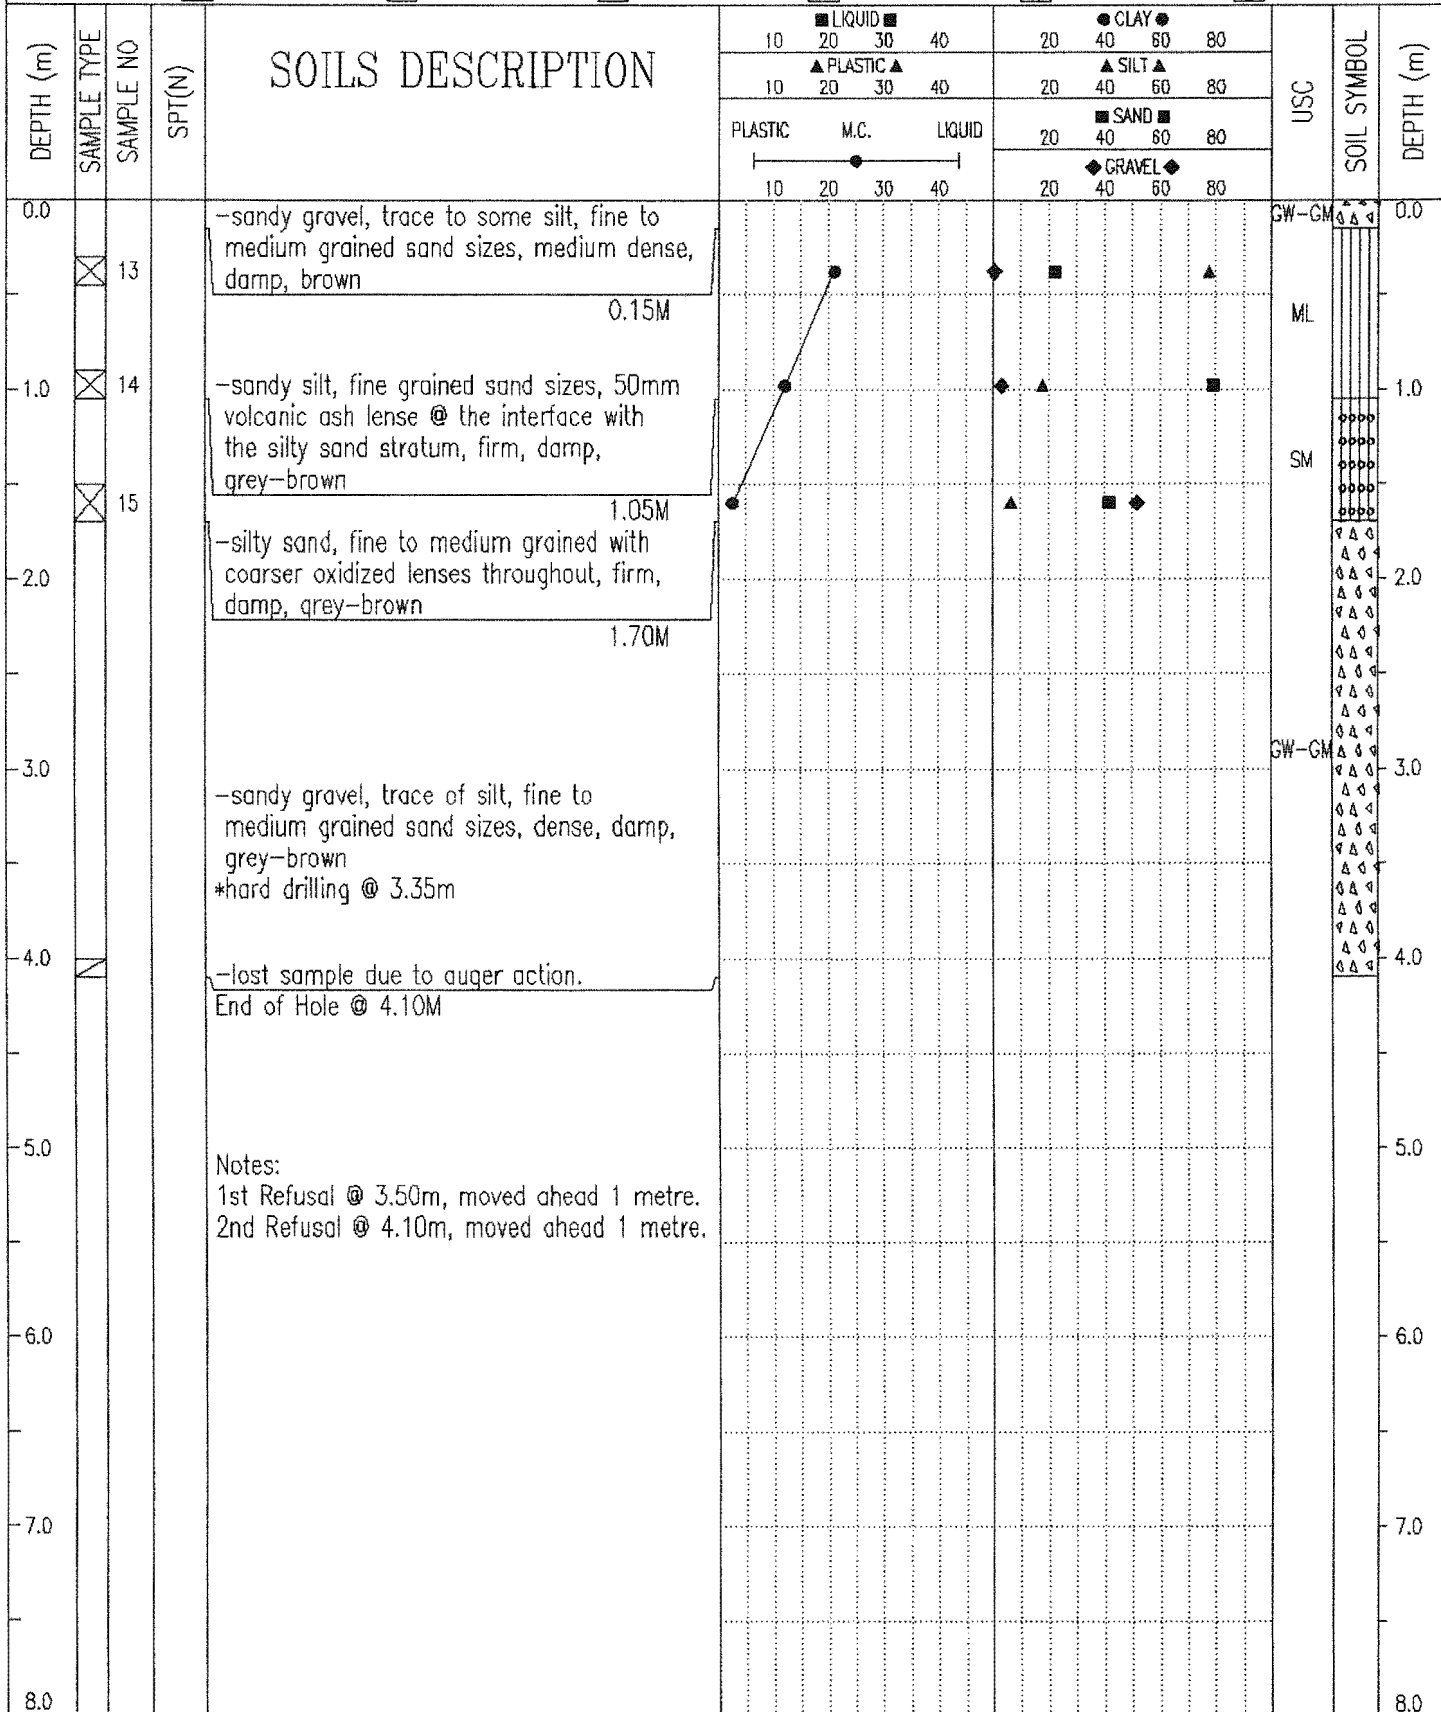 DEPTH (m)
SAMPLE TYPE
SAMPLE NO
SPT(N)
SOILS DESCRIPTION
■ LIQUID ■
10 20 30 40
▲ PLASTIC ▲
10 20 30 40
PLASTIC M.C. LIQUID
10 20 30 40
● CLAY ●
20 40 60 80
▲ SILT ▲
20 40 60 80
■ SAND ■
20 40 60 80
◆ GRAVEL ◆
20 40 60 80
USC
SOIL SYMBOL
DEPTH (m)
0.0
1.0
2.0
3.0
4.0
5.0
6.0
7.0
8.0
13
14
15
-sandy gravel, trace to some silt, fine to
medium grained sand sizes, medium dense,
damp, brown
0.15M
-sandy silt, fine grained sand sizes, 50mm
volcanic ash lense @ the interface with
the silty sand stratum, firm, damp,
grey-brown
1.05M
-silty sand, fine to medium grained with
coarser oxidized lenses throughout, firm,
damp, grey-brown
1.70M
-sandy gravel, trace of silt, fine to
medium grained sand sizes, dense, damp,
grey-brown
*hard drilling @ 3.35m
-lost sample due to auger action.
End of Hole @ 4.10M
Notes:
1st Refusal @ 3.50m, moved ahead 1 metre.
2nd Refusal @ 4.10m, moved ahead 1 metre.
GW-GM
ML
SM
GW-GM
0.0
1.0
2.0
3.0
4.0
5.0
6.0
7.0
8.0